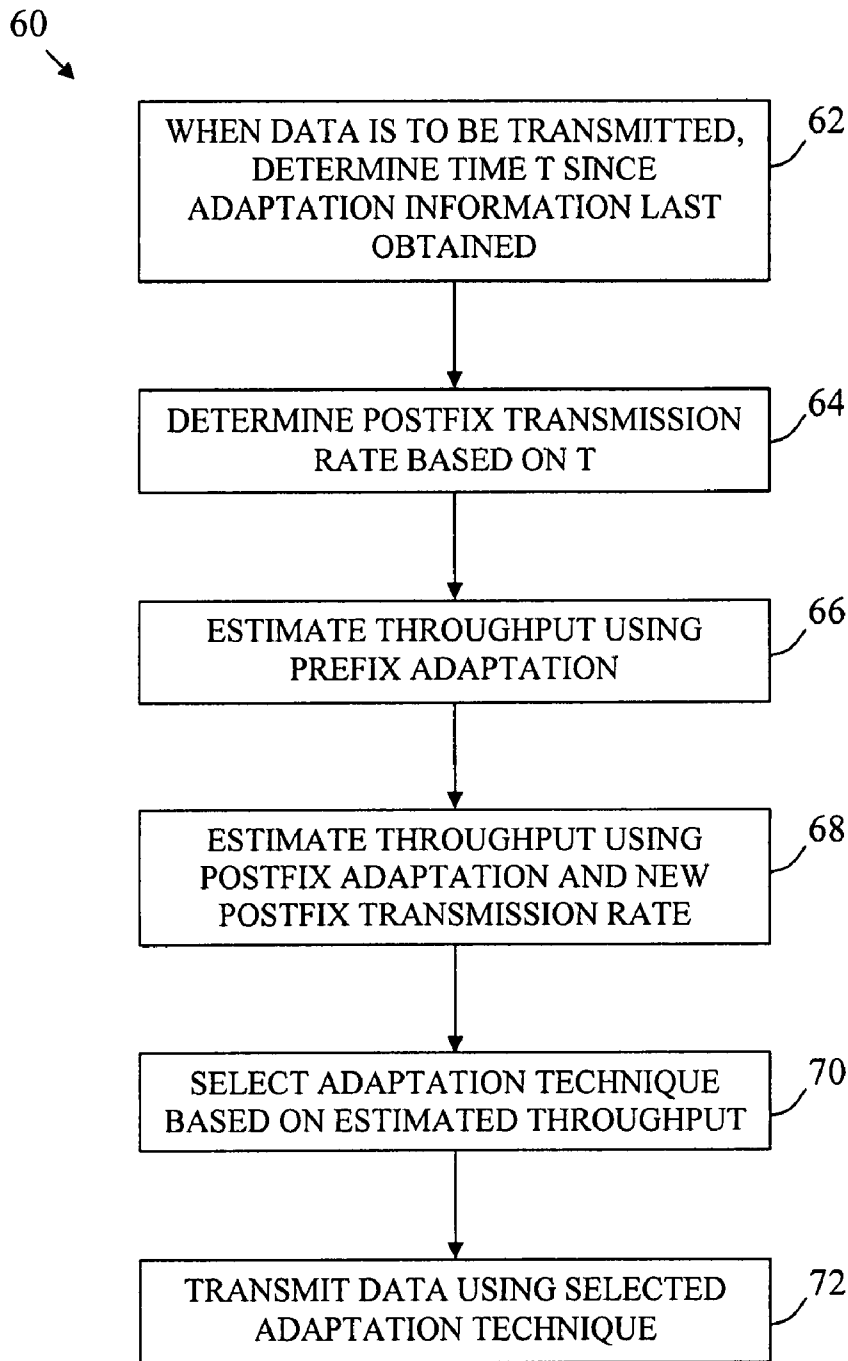 60
WHEN DATA IS TO BE TRANSMITTED,
DETERMINE TIME T SINCE
ADAPTATION INFORMATION LAST
OBTAINED
62
DETERMINE POSTFIX TRANSMISSION
RATE BASED ON T
64
ESTIMATE THROUGHPUT USING
PREFIX ADAPTATION
66
ESTIMATE THROUGHPUT USING
POSTFIX ADAPTATION AND NEW
POSTFIX TRANSMISSION RATE
68
SELECT ADAPTATION TECHNIQUE
BASED ON ESTIMATED THROUGHPUT
70
TRANSMIT DATA USING SELECTED
ADAPTATION TECHNIQUE
72